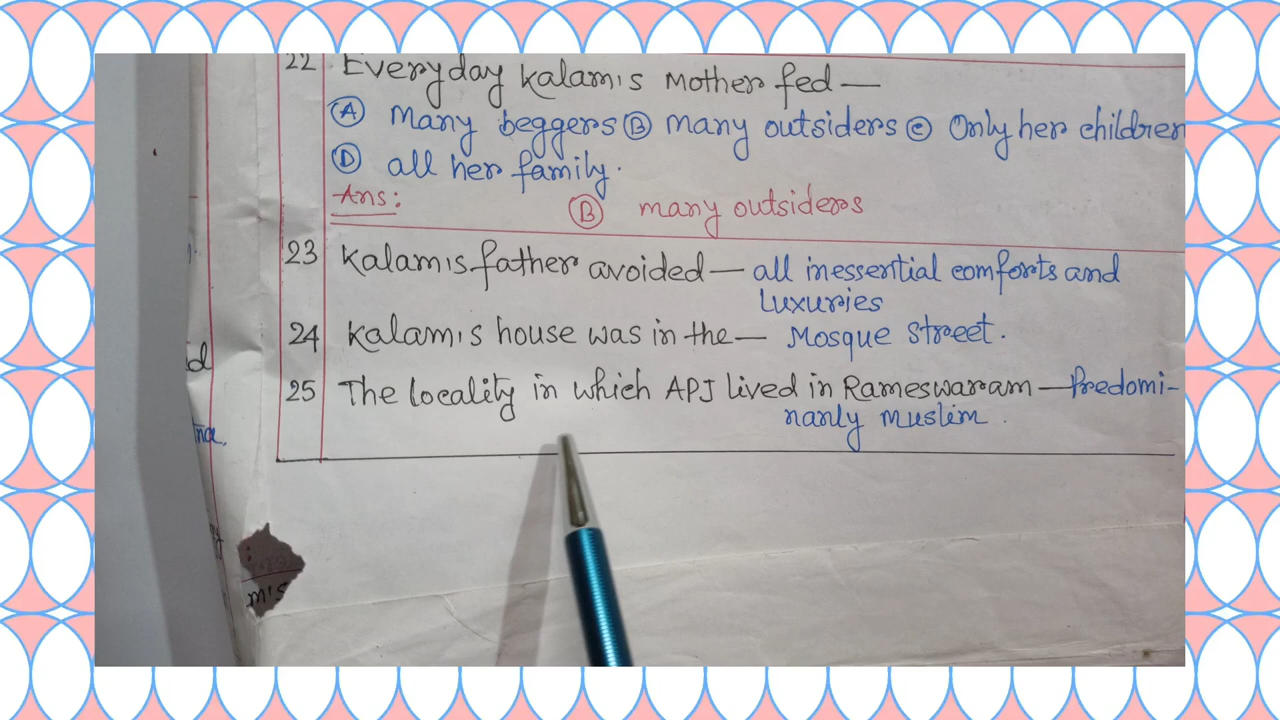 22 Everyday Kalam's Mother fed —
(A) Many beggers (B) many outsiders (C) Only her children
(D) all her family.
Ans: (B) many outsiders
23 Kalam's father avoided — all inessential comforts and
Luxuries
24 Kalam's house was in the — Mosque Street.
25 The locality in which APJ lived in Rameswaram — Predomi-
nanly muslim.
d
m's